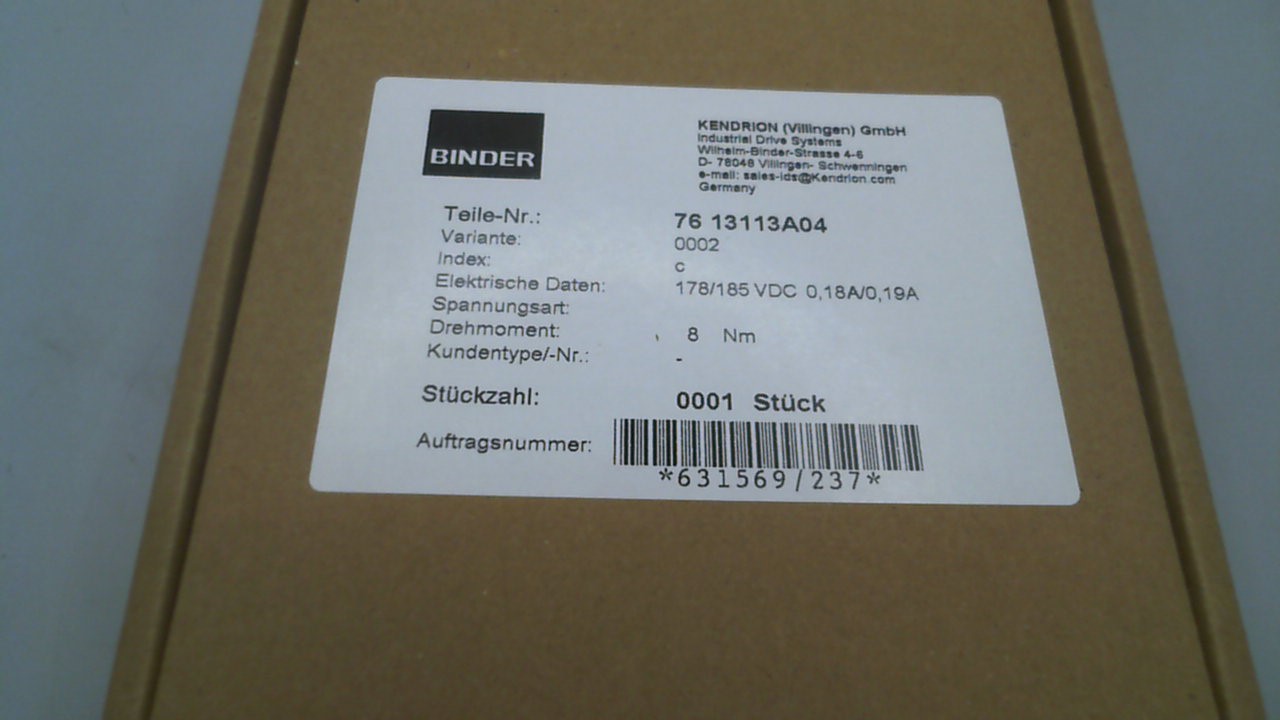 BINDER
KENDRION (Villingen) GmbH
Industrial Drive Systems
Wilhelm-Binder-Strasse 4-6
D- 78048 Villingen- Schwenningen
e-mail: sales-ids@Kendrion.com
Germany
Teile-Nr.: 76 13113A04
Variante: 0002
Index: c
Elektrische Daten: 178/185 VDC 0,18A/0,19A
Spannungsart:
Drehmoment: 8 Nm
Kundentype/-Nr.: -
Stückzahl: 0001 Stück
Auftragsnummer:
*631569/237*